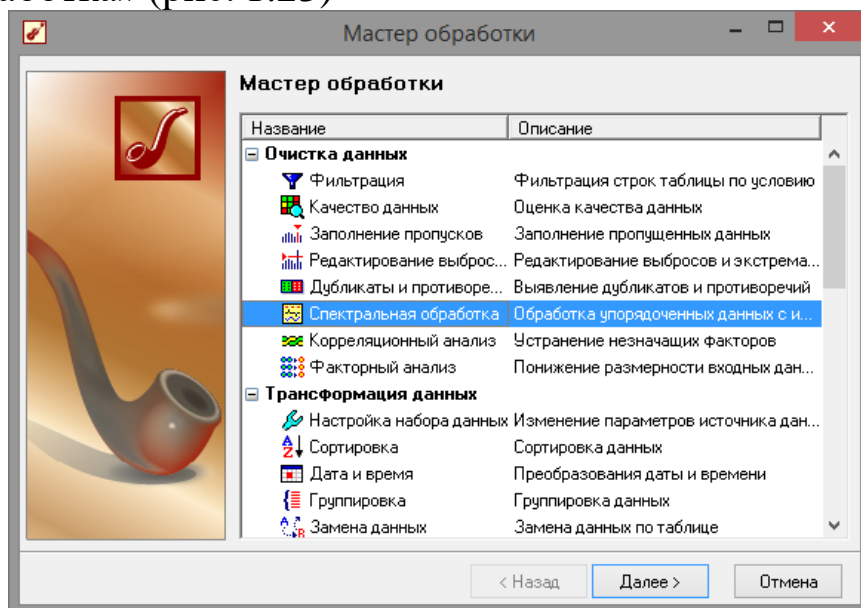 (рис. 1.25)
Мастер обработки
Мастер обработки
Название Описание
Очистка данных
Фильтрация Фильтрация строк таблицы по условию
Качество данных Оценка качества данных
Заполнение пропусков Заполнение пропущенных данных
Редактирование выброс... Редактирование выбросов и экстрема...
Дубликаты и противоре... Выявление дубликатов и противоречий
Спектральная обработка Обработка упорядоченных данных с и...
Корреляционный анализ Устранение незначащих факторов
Факторный анализ Понижение размерности входных дан...
Трансформация данных
Настройка набора данных Изменение параметров источника дан...
Сортировка Сортировка данных
Дата и время Преобразования даты и времени
Группировка Группировка данных
Замена данных Замена данных по таблице
< Назад Далее > Отмена